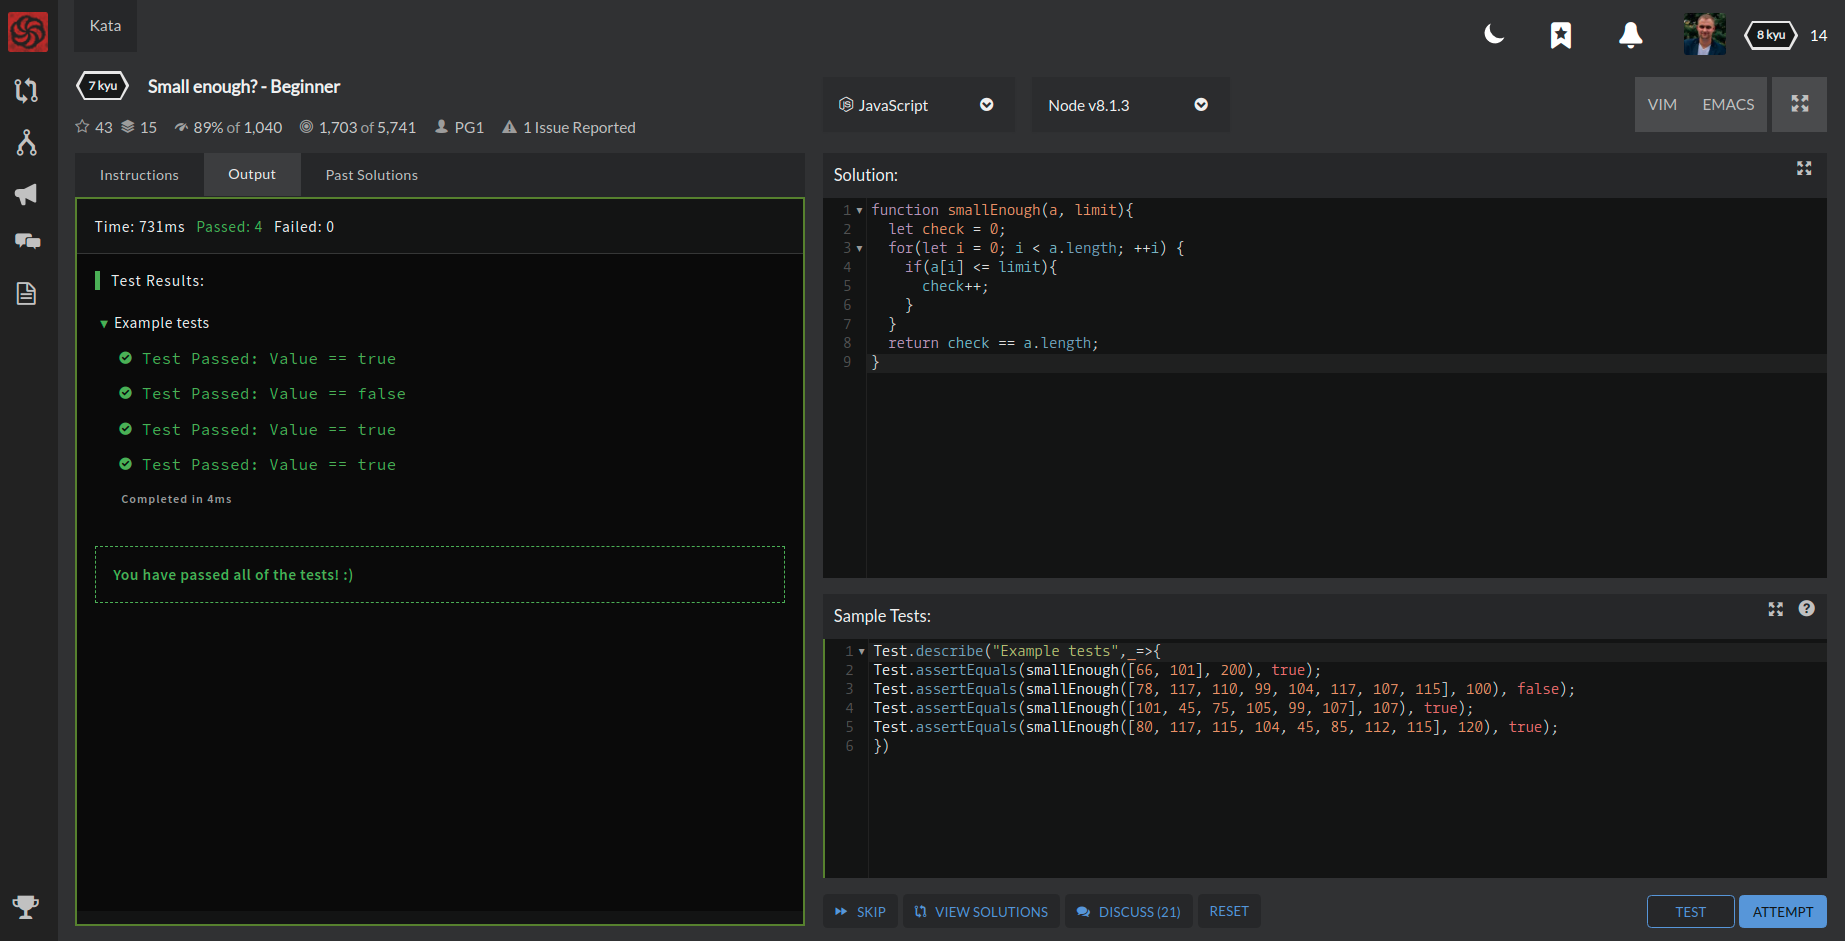 Kata
8 kyu 14
7 kyu Small enough? - Beginner
43 15 89% of 1,040 1,703 of 5,741 PG1 1 Issue Reported
JavaScript
Node v8.1.3
VIM EMACS
Instructions Output Past Solutions
Time: 731ms Passed: 4 Failed: 0
Test Results:
Example tests
Test Passed: Value == true
Test Passed: Value == false
Test Passed: Value == true
Test Passed: Value == true
Completed in 4ms
You have passed all of the tests! :)
Solution:
1 function smallEnough(a, limit){
2 let check = 0;
3 for(let i = 0; i < a.length; ++i) {
4 if(a[i] <= limit){
5 check++;
6 }
7 }
8 return check == a.length;
9 }
Sample Tests:
1 Test.describe("Example tests",_=>{
2 Test.assertEquals(smallEnough([66, 101], 200), true);
3 Test.assertEquals(smallEnough([78, 117, 110, 99, 104, 117, 107, 115], 100), false);
4 Test.assertEquals(smallEnough([101, 45, 75, 105, 99, 107], 107), true);
5 Test.assertEquals(smallEnough([80, 117, 115, 104, 45, 85, 112, 115], 120), true);
6 })
SKIP VIEW SOLUTIONS DISCUSS (21) RESET TEST ATTEMPT